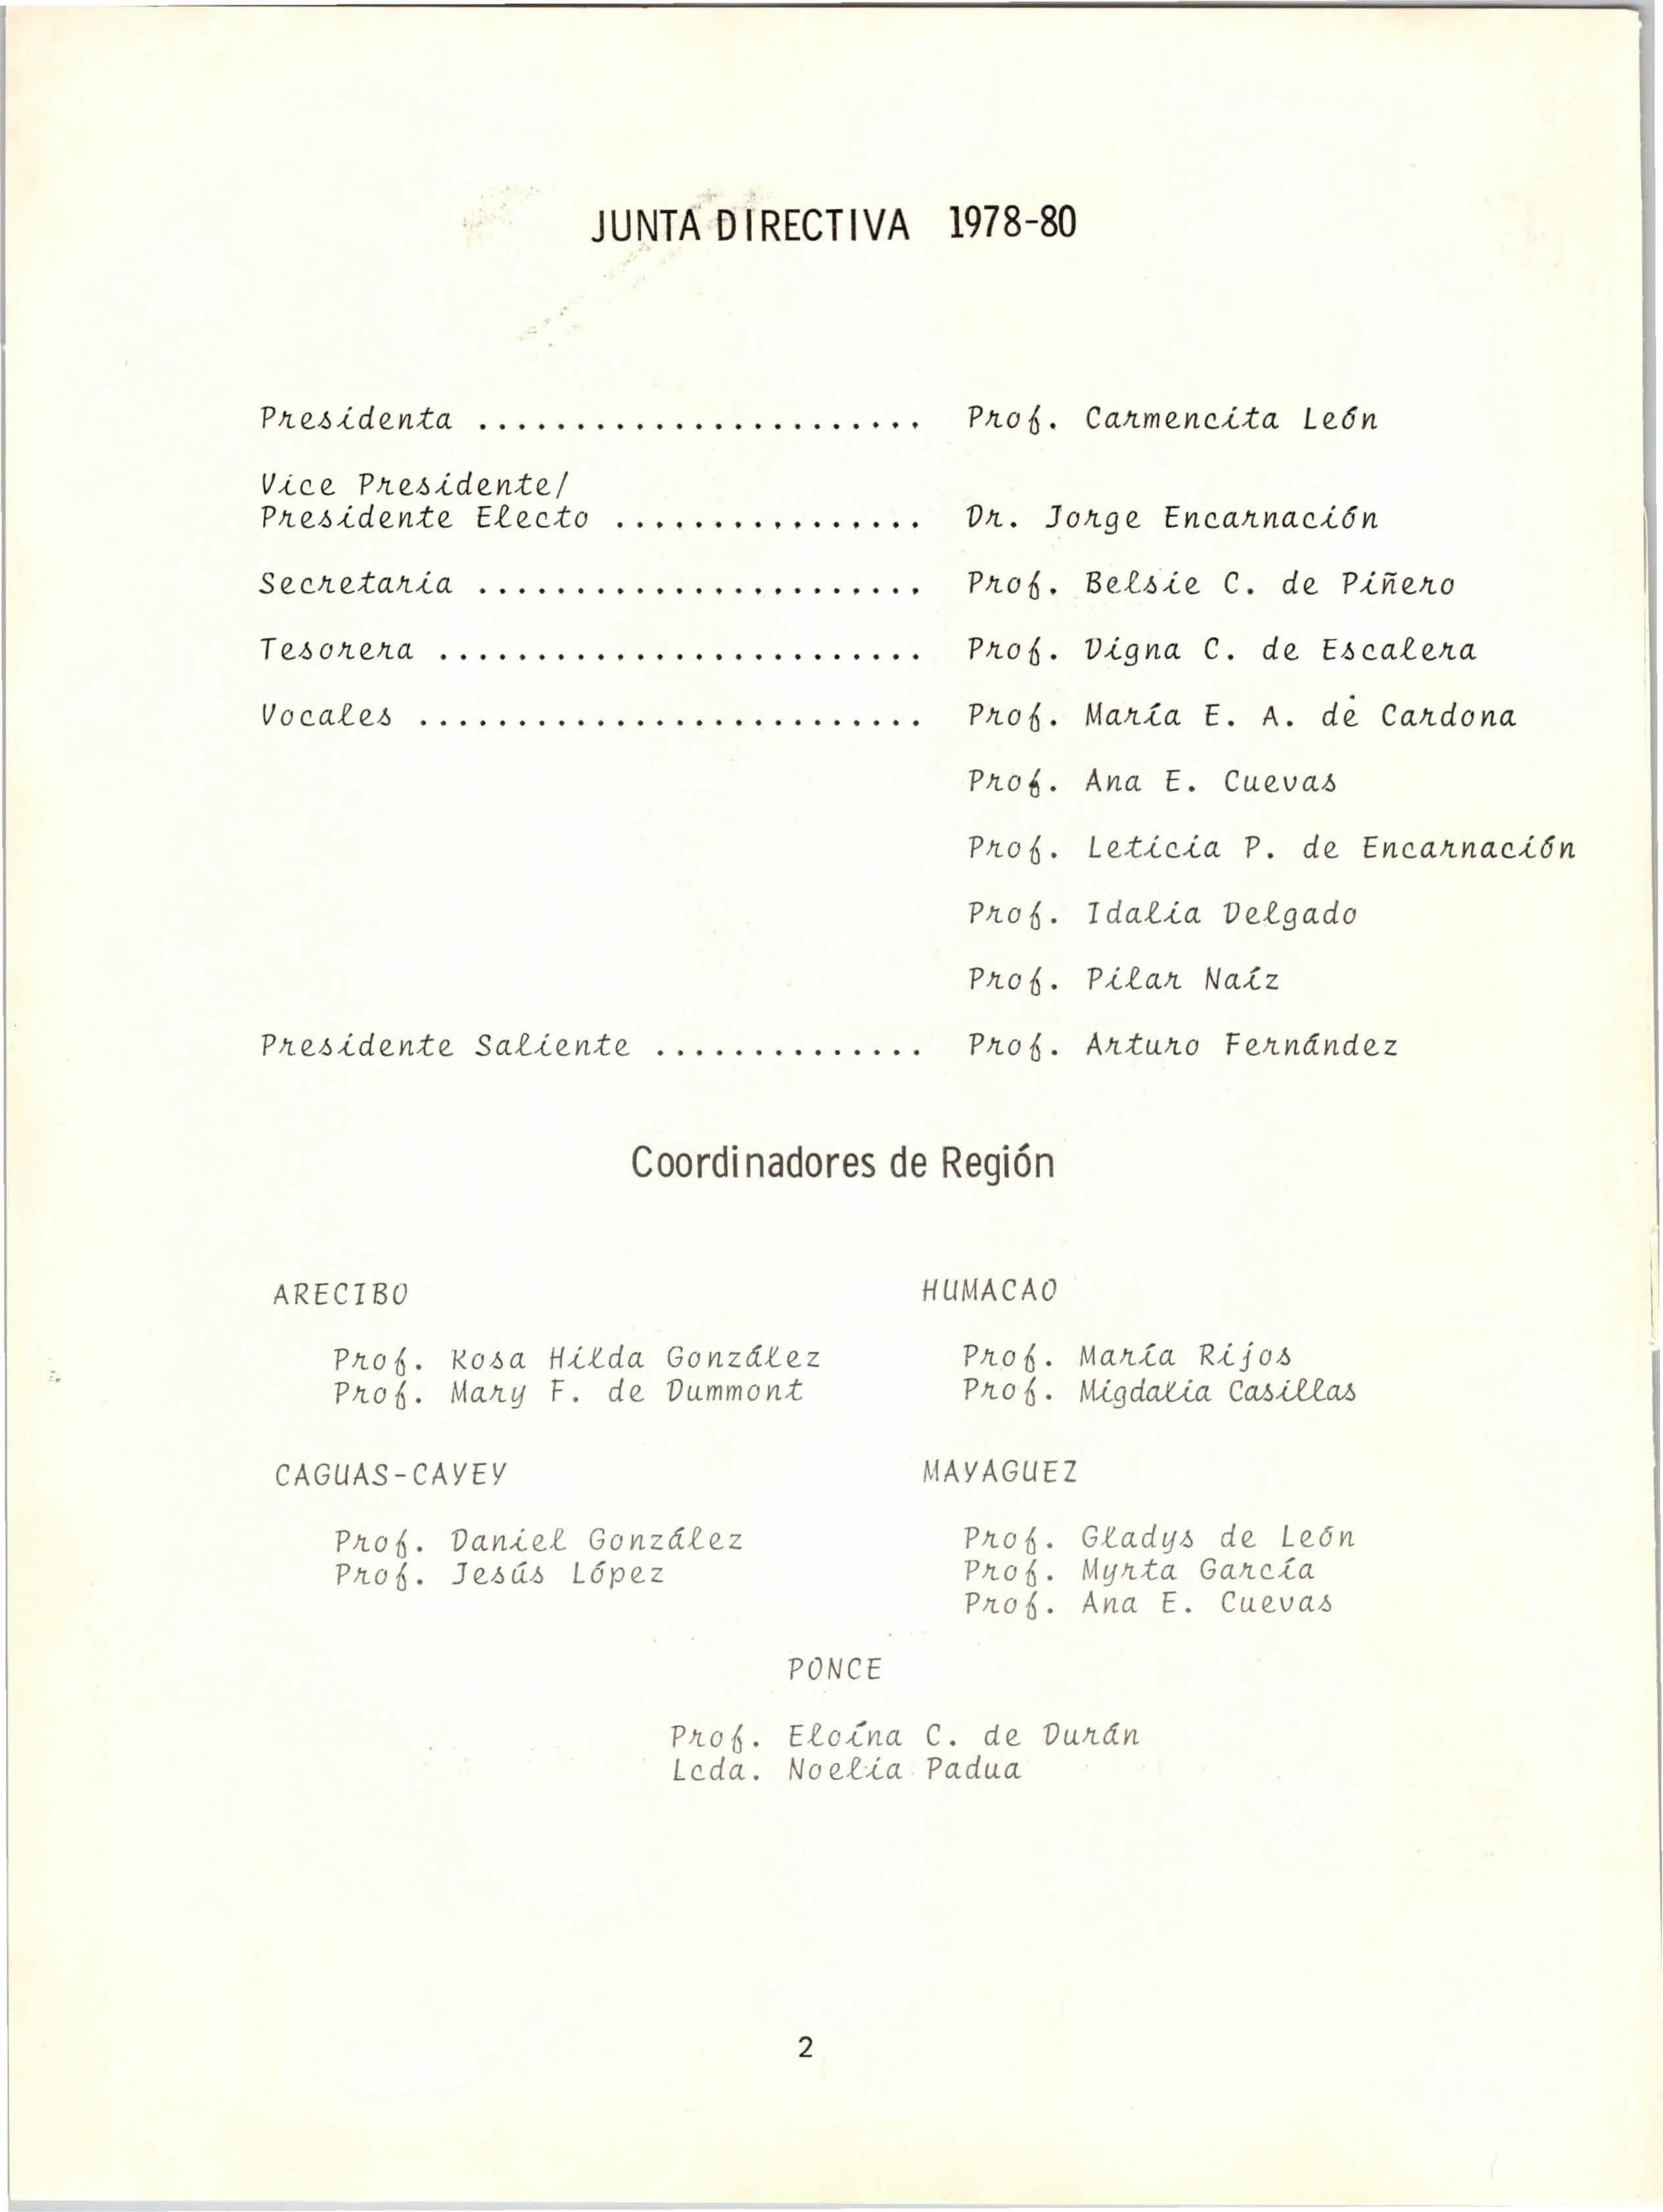 JUNTA DIRECTIVA 1978-80
Presidenta ....................... Prof. Carmencita León
Vice Presidente/
Presidente Electo ................ Dr. Jorge Encarnación
Secretaria ....................... Prof. Belsie C. de Piñero
Tesorera ......................... Prof. Digna C. de Escalera
Vocales .......................... Prof. María E. A. de Cardona
Prof. Ana E. Cuevas
Prof. Leticia P. de Encarnación
Prof. Idalia Delgado
Prof. Pilar Naíz
Presidente Saliente .............. Prof. Arturo Fernández
Coordinadores de Región
ARECIBO
Prof. Rosa Hilda González
Prof. Mary F. de Dummont
HUMACAO
Prof. María Rijos
Prof. Migdalia Casillas
CAGUAS-CAYEY
Prof. Daniel González
Prof. Jesús López
MAYAGUEZ
Prof. Gladys de León
Prof. Myrta García
Prof. Ana E. Cuevas
PONCE
Prof. Eloína C. de Durán
Lcda. Noelia Padua
2